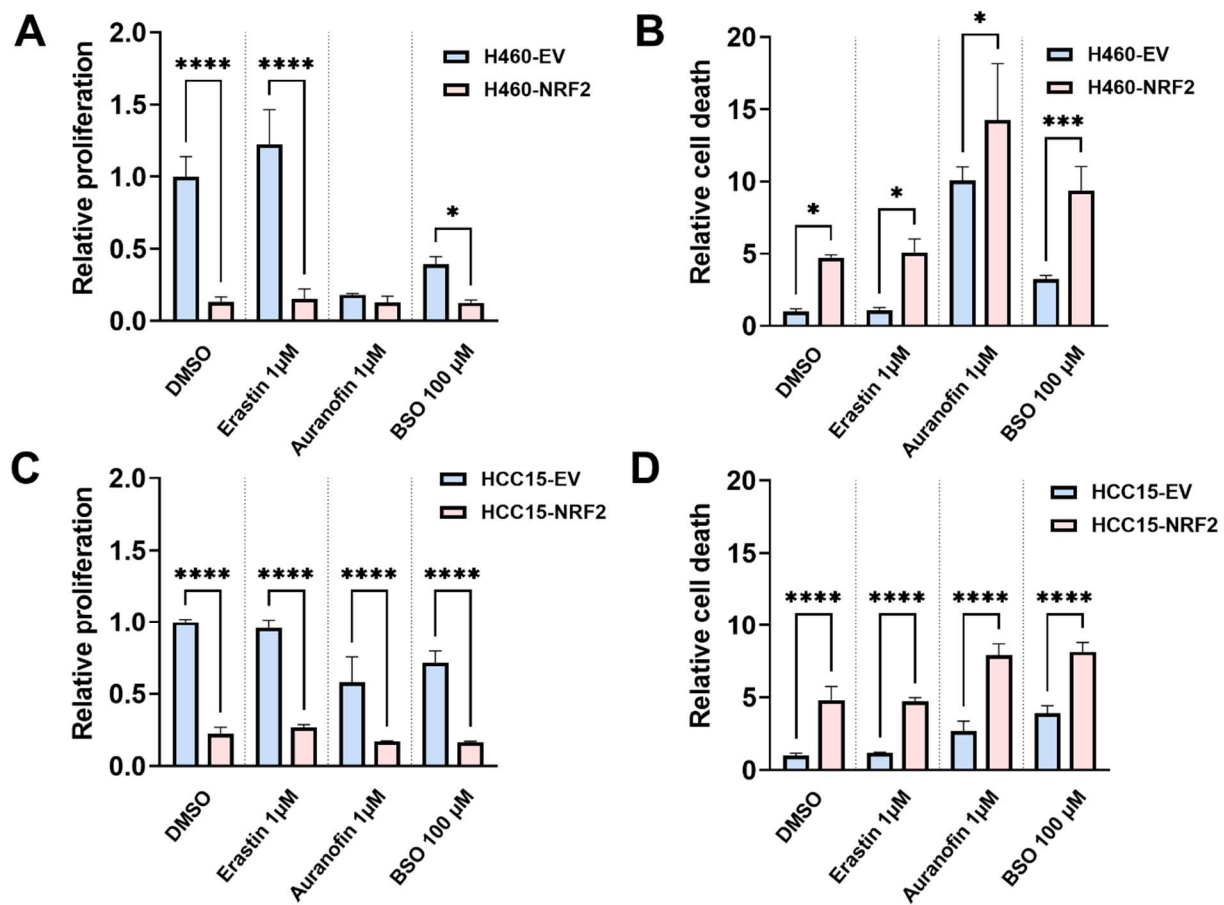 A
Relative proliferation
2.0
1.5
1.0
0.5
0.0
H460-EV
H460-NRF2
****
****
*
DMSO
Erastin 1µM
Auranofin 1µM
BSO 100 µM
B
Relative cell death
20
15
10
5
0
H460-EV
H460-NRF2
*
*
*
***
DMSO
Erastin 1µM
Auranofin 1µM
BSO 100 µM
C
Relative proliferation
2.0
1.5
1.0
0.5
0.0
HCC15-EV
HCC15-NRF2
****
****
****
****
DMSO
Erastin 1µM
Auranofin 1µM
BSO 100 µM
D
Relative cell death
20
15
10
5
0
HCC15-EV
HCC15-NRF2
****
****
****
****
DMSO
Erastin 1µM
Auranofin 1µM
BSO 100 µM